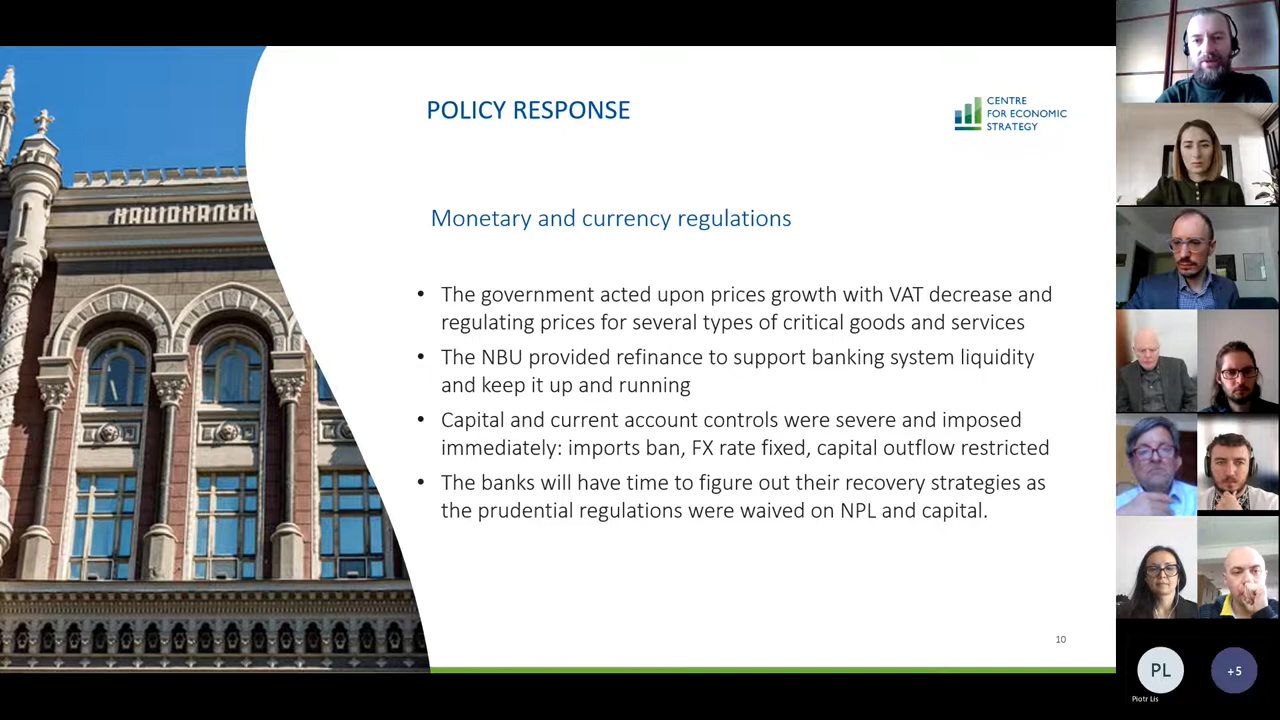 POLICY RESPONSE
CENTRE
FOR ECONOMIC
STRATEGY
НАЦІОНАЛЬН
Monetary and currency regulations
• The government acted upon prices growth with VAT decrease and
regulating prices for several types of critical goods and services
• The NBU provided refinance to support banking system liquidity
and keep it up and running
• Capital and current account controls were severe and imposed
immediately: imports ban, FX rate fixed, capital outflow restricted
• The banks will have time to figure out their recovery strategies as
the prudential regulations were waived on NPL and capital.
10
PL
+5
Piotr Lis